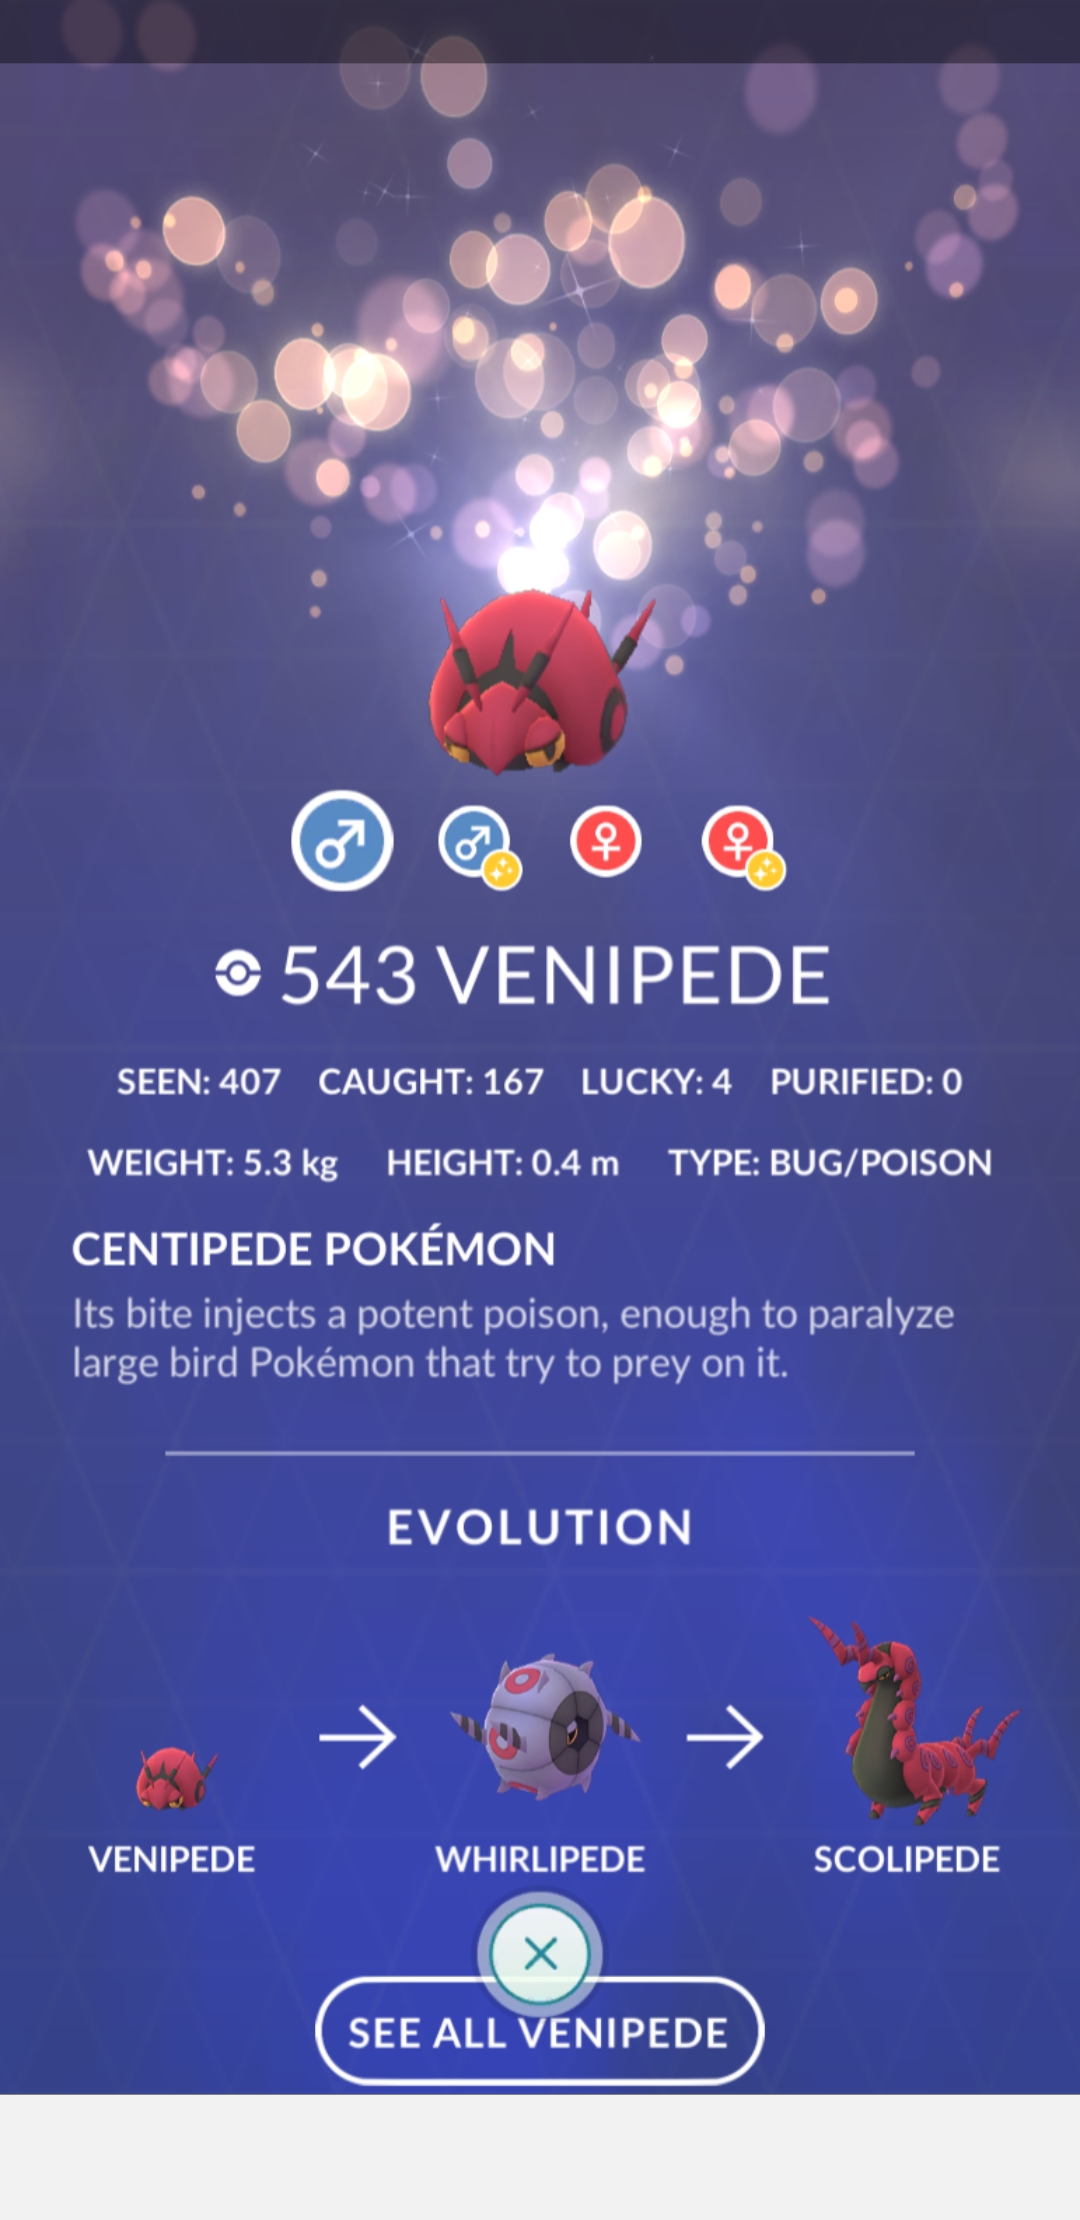 543 VENIPEDE
SEEN: 407 CAUGHT: 167 LUCKY: 4 PURIFIED: 0
WEIGHT: 5.3 kg HEIGHT: 0.4 m TYPE: BUG/POISON
CENTIPEDE POKÉMON
Its bite injects a potent poison, enough to paralyze
large bird Pokémon that try to prey on it.
EVOLUTION
VENIPEDE WHIRLIPEDE SCOLIPEDE
SEE ALL VENIPEDE